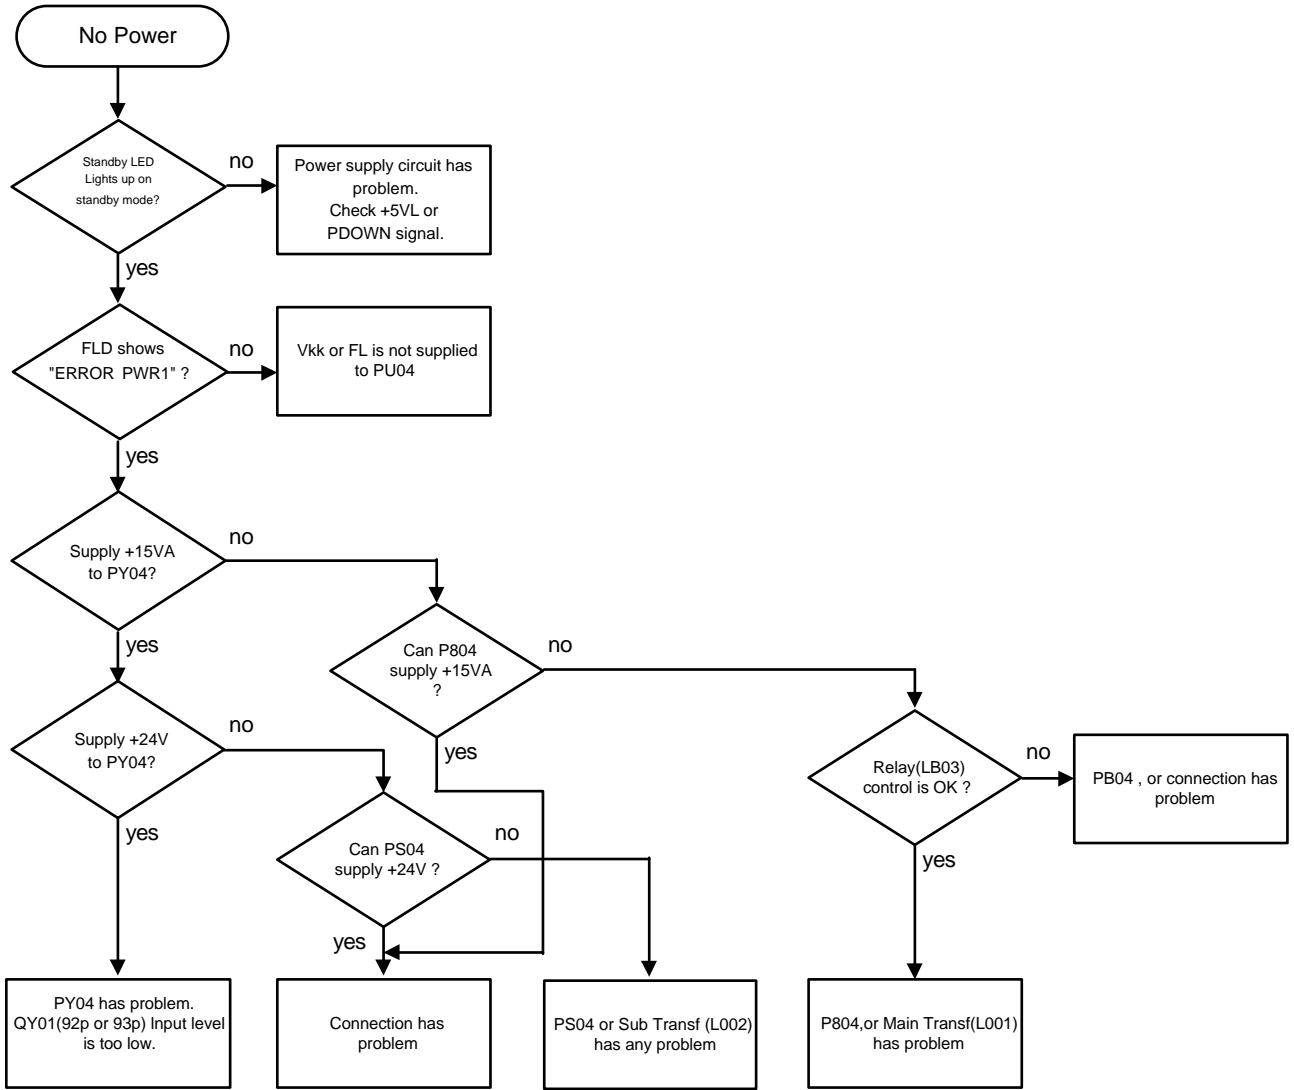 No Power
Standby LED
Lights up on
standby mode?
no
Power supply circuit has
problem.
Check +5VL or
PDOWN signal.
yes
FLD shows
"ERROR PWR1" ?
no
Vkk or FL is not supplied
to PU04
yes
Supply +15VA
to PY04?
no
yes
Can P804
supply +15VA
?
no
yes
Supply +24V
to PY04?
no
yes
Relay(LB03)
control is OK ?
no
PB04 , or connection has
problem
yes
Can PS04
supply +24V ?
no
yes
PY04 has problem.
QY01(92p or 93p) Input level
is too low.
Connection has
problem
PS04 or Sub Transf (L002)
has any problem
P804,or Main Transf(L001)
has problem